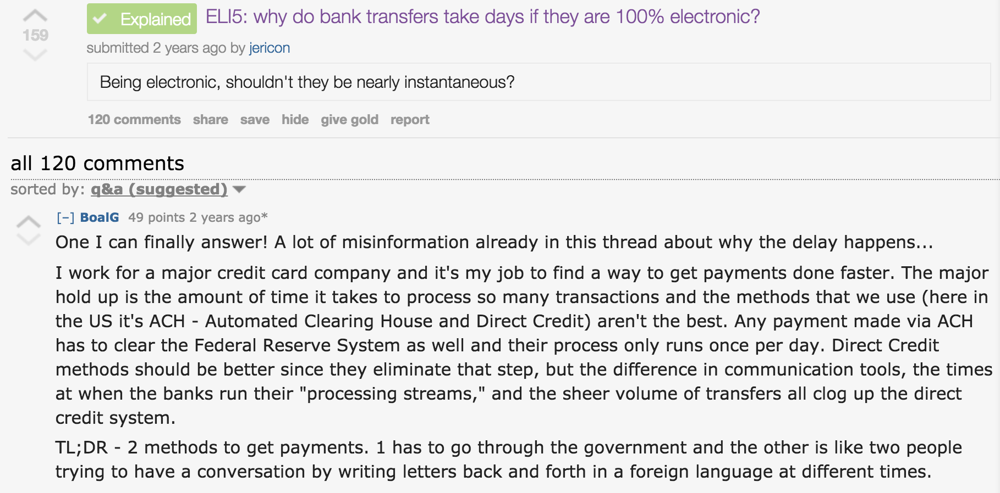 159
Explained ELI5: why do bank transfers take days if they are 100% electronic?
submitted 2 years ago by jericon
Being electronic, shouldn't they be nearly instantaneous?
120 comments share save hide give gold report
all 120 comments
sorted by: q&a (suggested)
[–] BoalG 49 points 2 years ago*
One I can finally answer! A lot of misinformation already in this thread about why the delay happens...
I work for a major credit card company and it's my job to find a way to get payments done faster. The major
hold up is the amount of time it takes to process so many transactions and the methods that we use (here in
the US it's ACH - Automated Clearing House and Direct Credit) aren't the best. Any payment made via ACH
has to clear the Federal Reserve System as well and their process only runs once per day. Direct Credit
methods should be better since they eliminate that step, but the difference in communication tools, the times
at when the banks run their "processing streams," and the sheer volume of transfers all clog up the direct
credit system.
TL;DR - 2 methods to get payments. 1 has to go through the government and the other is like two people
trying to have a conversation by writing letters back and forth in a foreign language at different times.